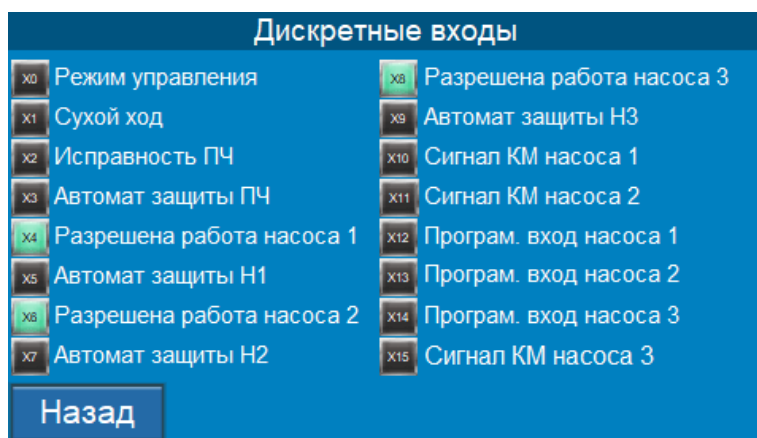 Дискретные входы
X0 Режим управления
X1 Сухой ход
X2 Исправность ПЧ
X3 Автомат защиты ПЧ
X4 Разрешена работа насоса 1
X5 Автомат защиты Н1
X6 Разрешена работа насоса 2
X7 Автомат защиты Н2
X8 Разрешена работа насоса 3
X9 Автомат защиты Н3
X10 Сигнал КМ насоса 1
X11 Сигнал КМ насоса 2
X12 Програм. вход насоса 1
X13 Програм. вход насоса 2
X14 Програм. вход насоса 3
X15 Сигнал КМ насоса 3
Назад